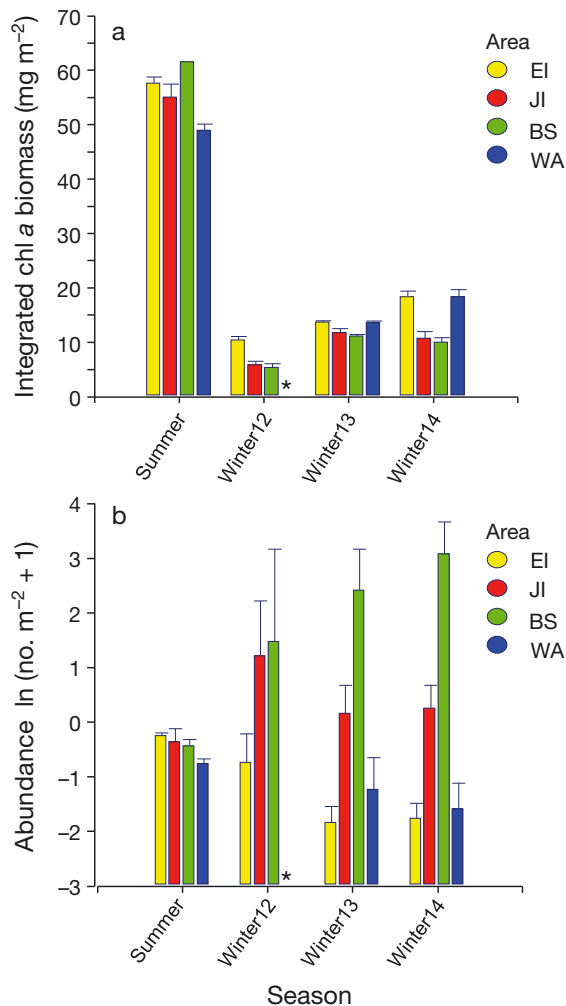 a
Integrated chl a biomass (mg m−2)
70
60
50
40
30
20
10
0
Area
EI
JI
BS
WA
*
Summer
Winter12
Winter13
Winter14
b
Abundance ln (no. m−2 + 1)
4
3
2
1
0
−1
−2
−3
Area
EI
JI
BS
WA
*
Summer
Winter12
Winter13
Winter14
Season